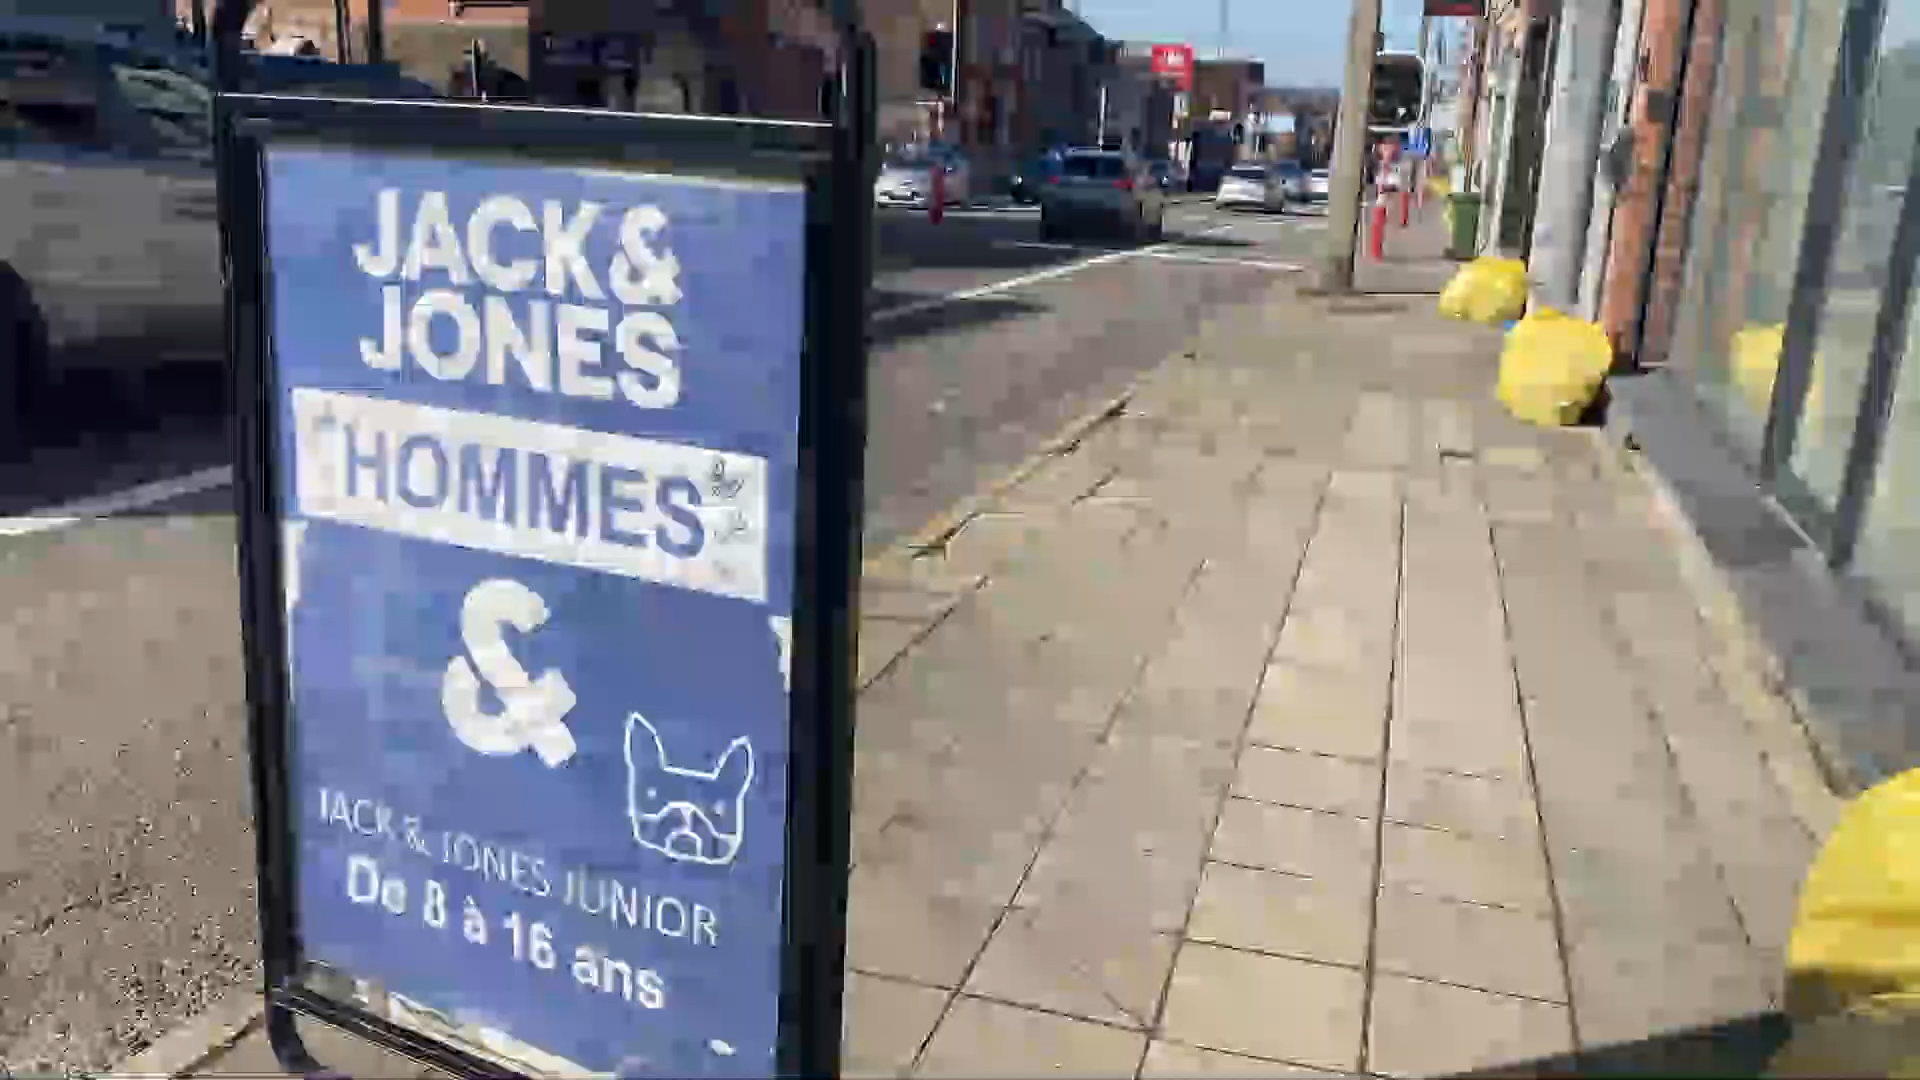 JACK&
JONES
HOMMES
&
JACK & JONES JUNIOR
De 8 à 16 ans